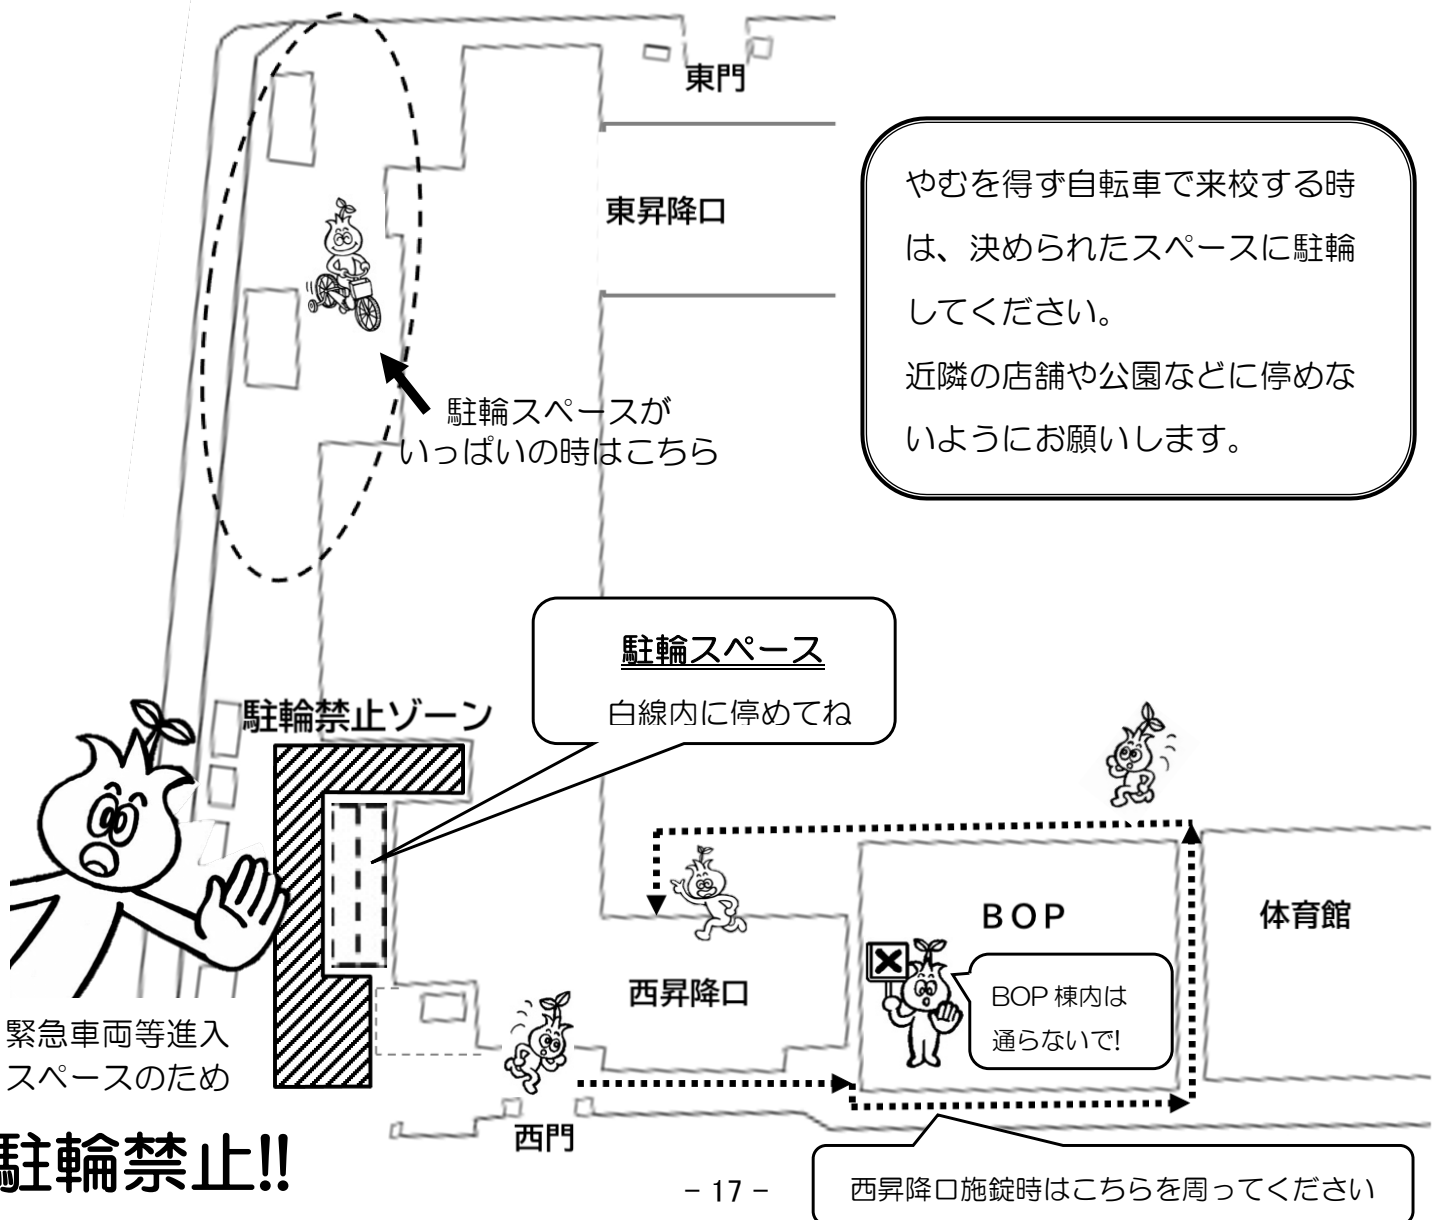 東門
東昇降口
やむを得ず自転車で来校する時
は、決められたスペースに駐輪
してください。
近隣の店舗や公園などに停めな
いようにお願いします。
駐輪スペースが
いっぱいの時はこちら
駐輪スペース
白線内に停めてね
駐輪禁止ゾーン
BOP
体育館
西昇降口
BOP 棟内は
通らないで!
緊急車両等進入
スペースのため
駐輪禁止!!
西門
西昇降口施錠時はこちらを周ってください
- 17 -